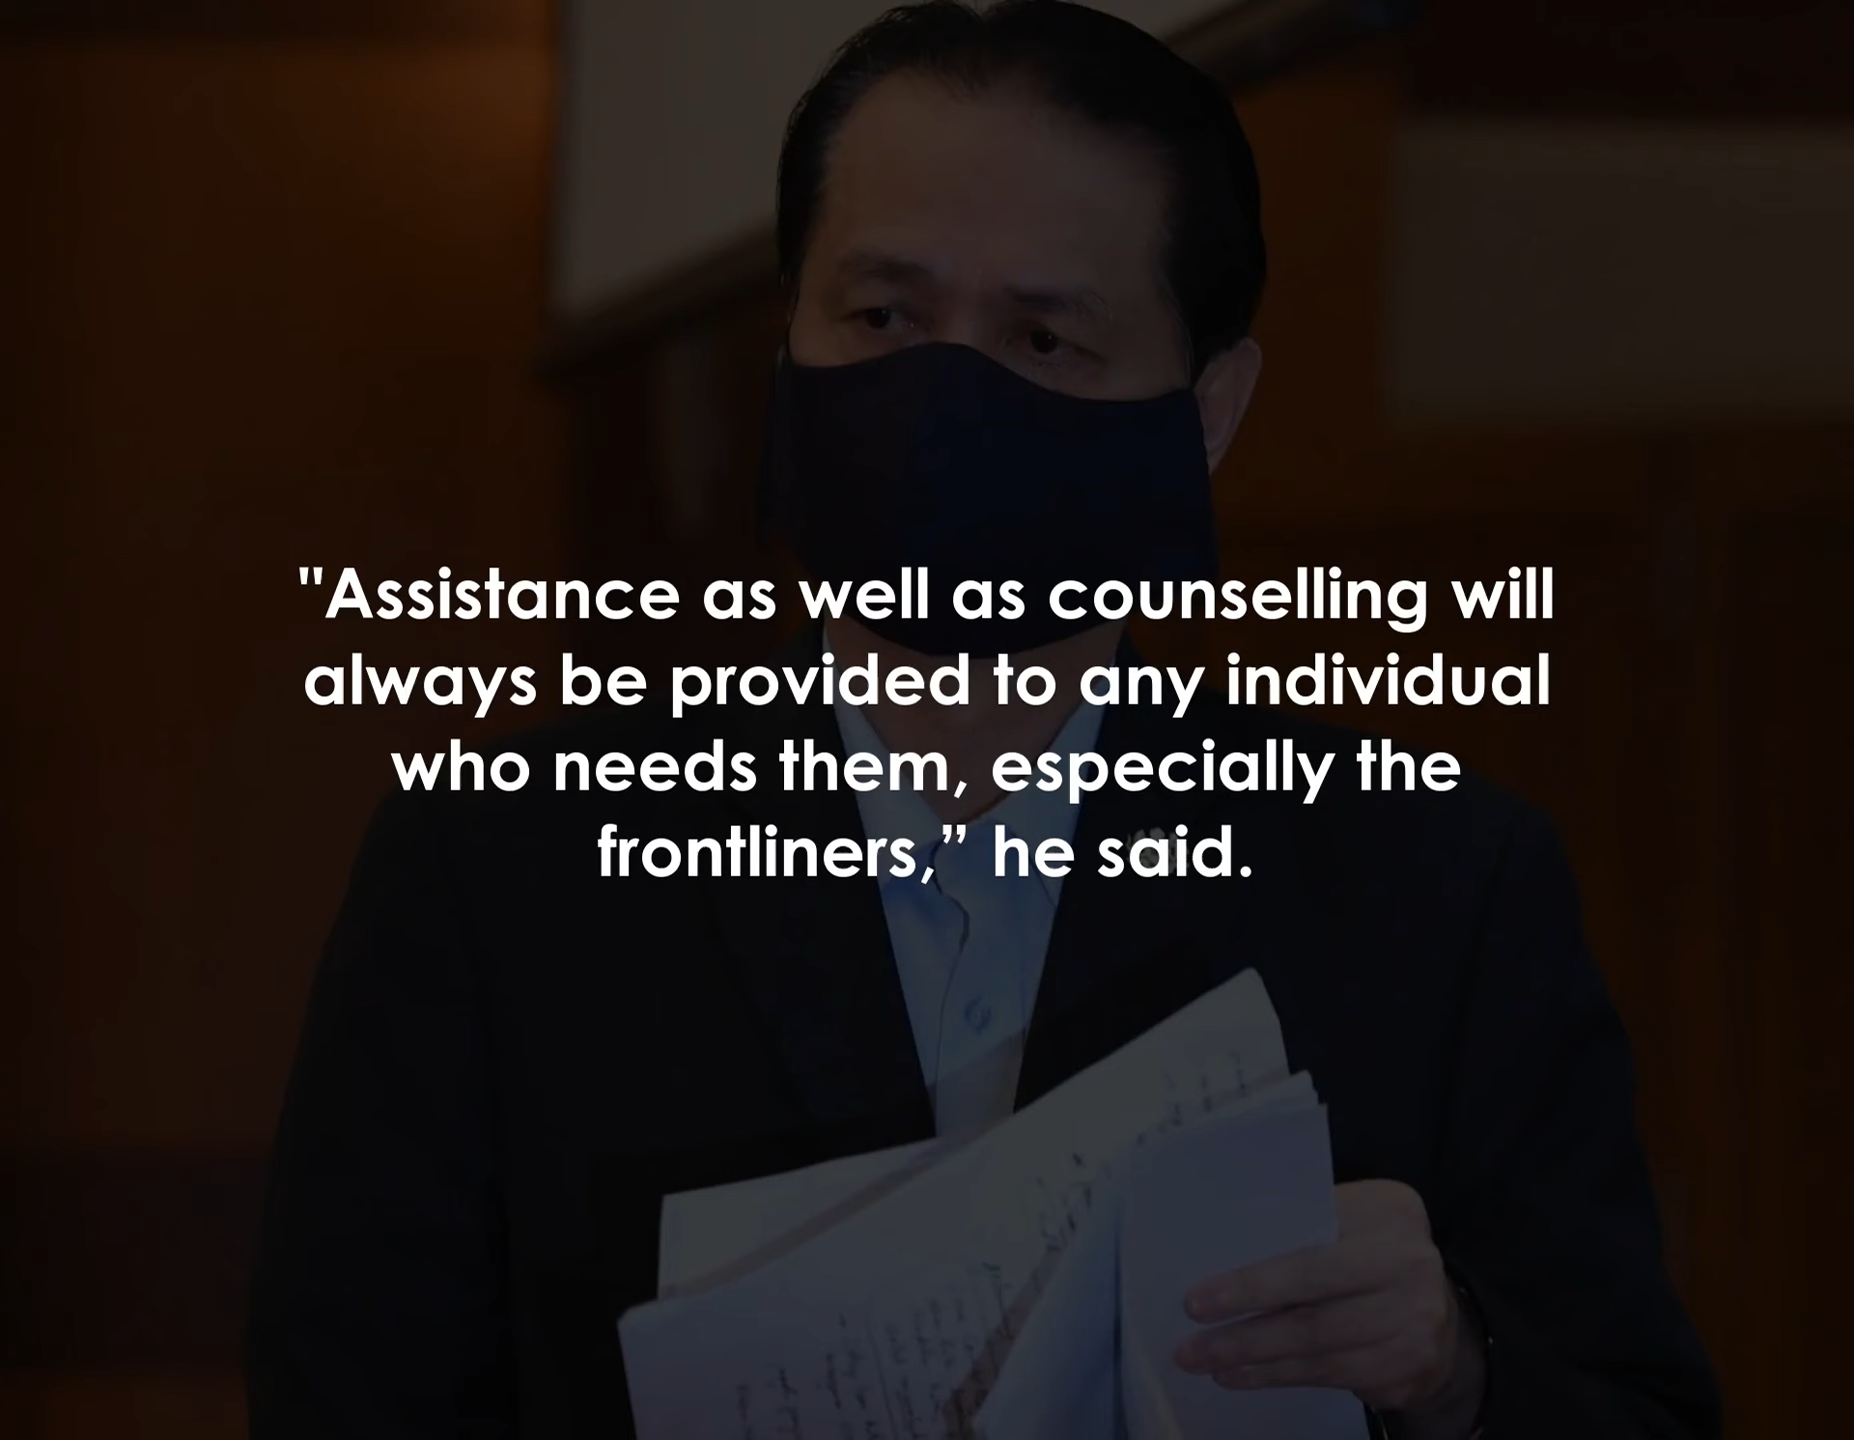 "Assistance as well as counselling will
always be provided to any individual
who needs them, especially the
frontliners,” he said.